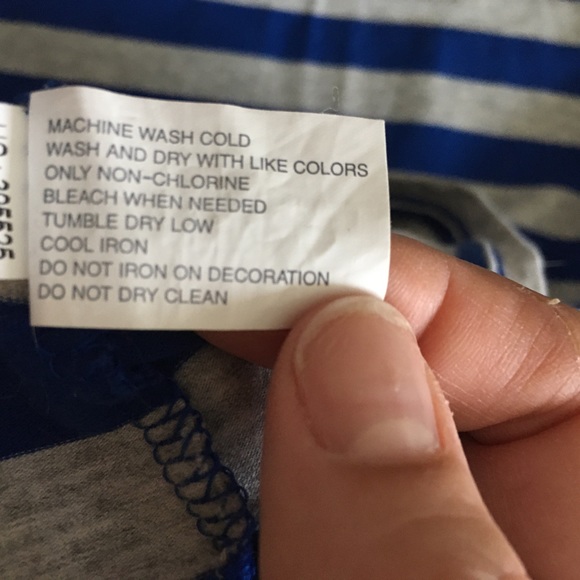 MACHINE WASH COLD
WASH AND DRY WITH LIKE COLORS
ONLY NON-CHLORINE
BLEACH WHEN NEEDED
TUMBLE DRY LOW
COOL IRON
DO NOT IRON ON DECORATION
DO NOT DRY CLEAN